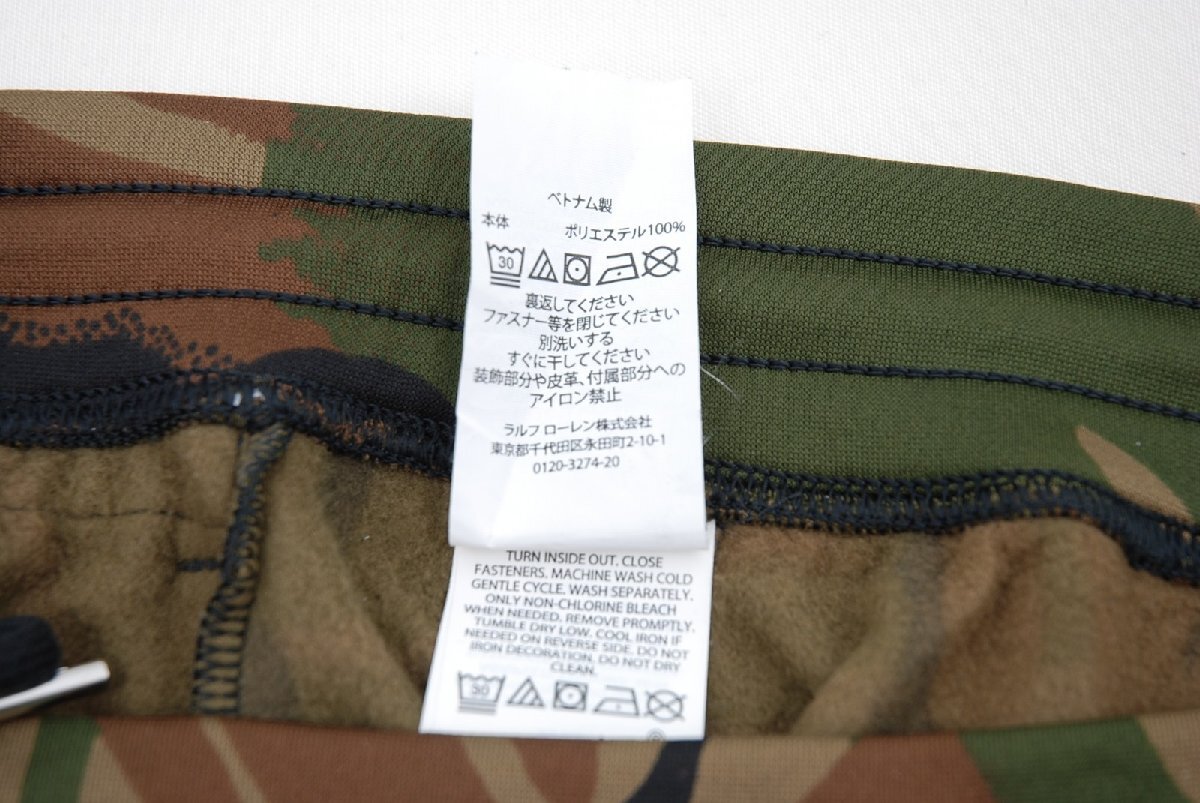 ベトナム製
本体 ポリエステル100%
30
裏返してください
ファスナー等を閉じてください
別洗いする
すぐに干してください
装飾部分や皮革、付属部分への
アイロン禁止
ラルフ ローレン株式会社
東京都千代田区永田町2-10-1
0120-3274-20
TURN INSIDE OUT. CLOSE
FASTENERS. MACHINE WASH COLD
GENTLE CYCLE. WASH SEPARATELY.
ONLY NON-CHLORINE BLEACH
WHEN NEEDED. REMOVE PROMPTLY.
TUMBLE DRY LOW. COOL IRON IF
NEEDED ON REVERSE SIDE. DO NOT
IRON DECORATION. DO NOT DRY
CLEAN.
30